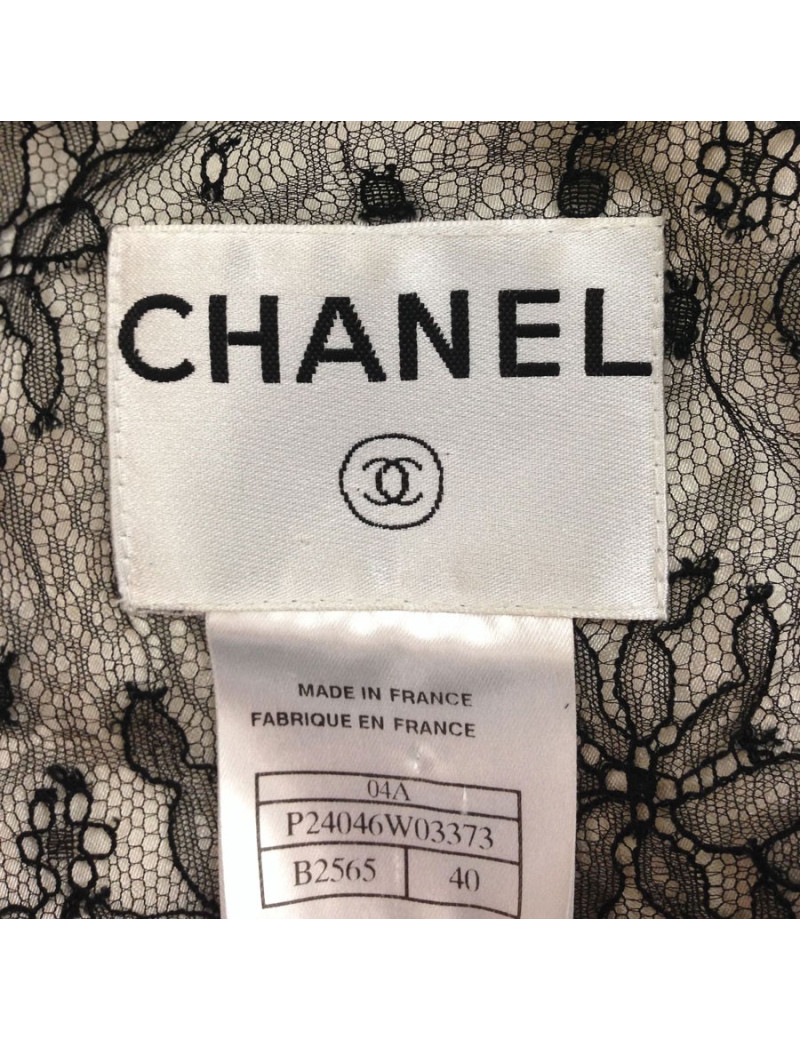 CHANEL
MADE IN FRANCE
FABRIQUE EN FRANCE
04A
P24046W03373
B2565 40